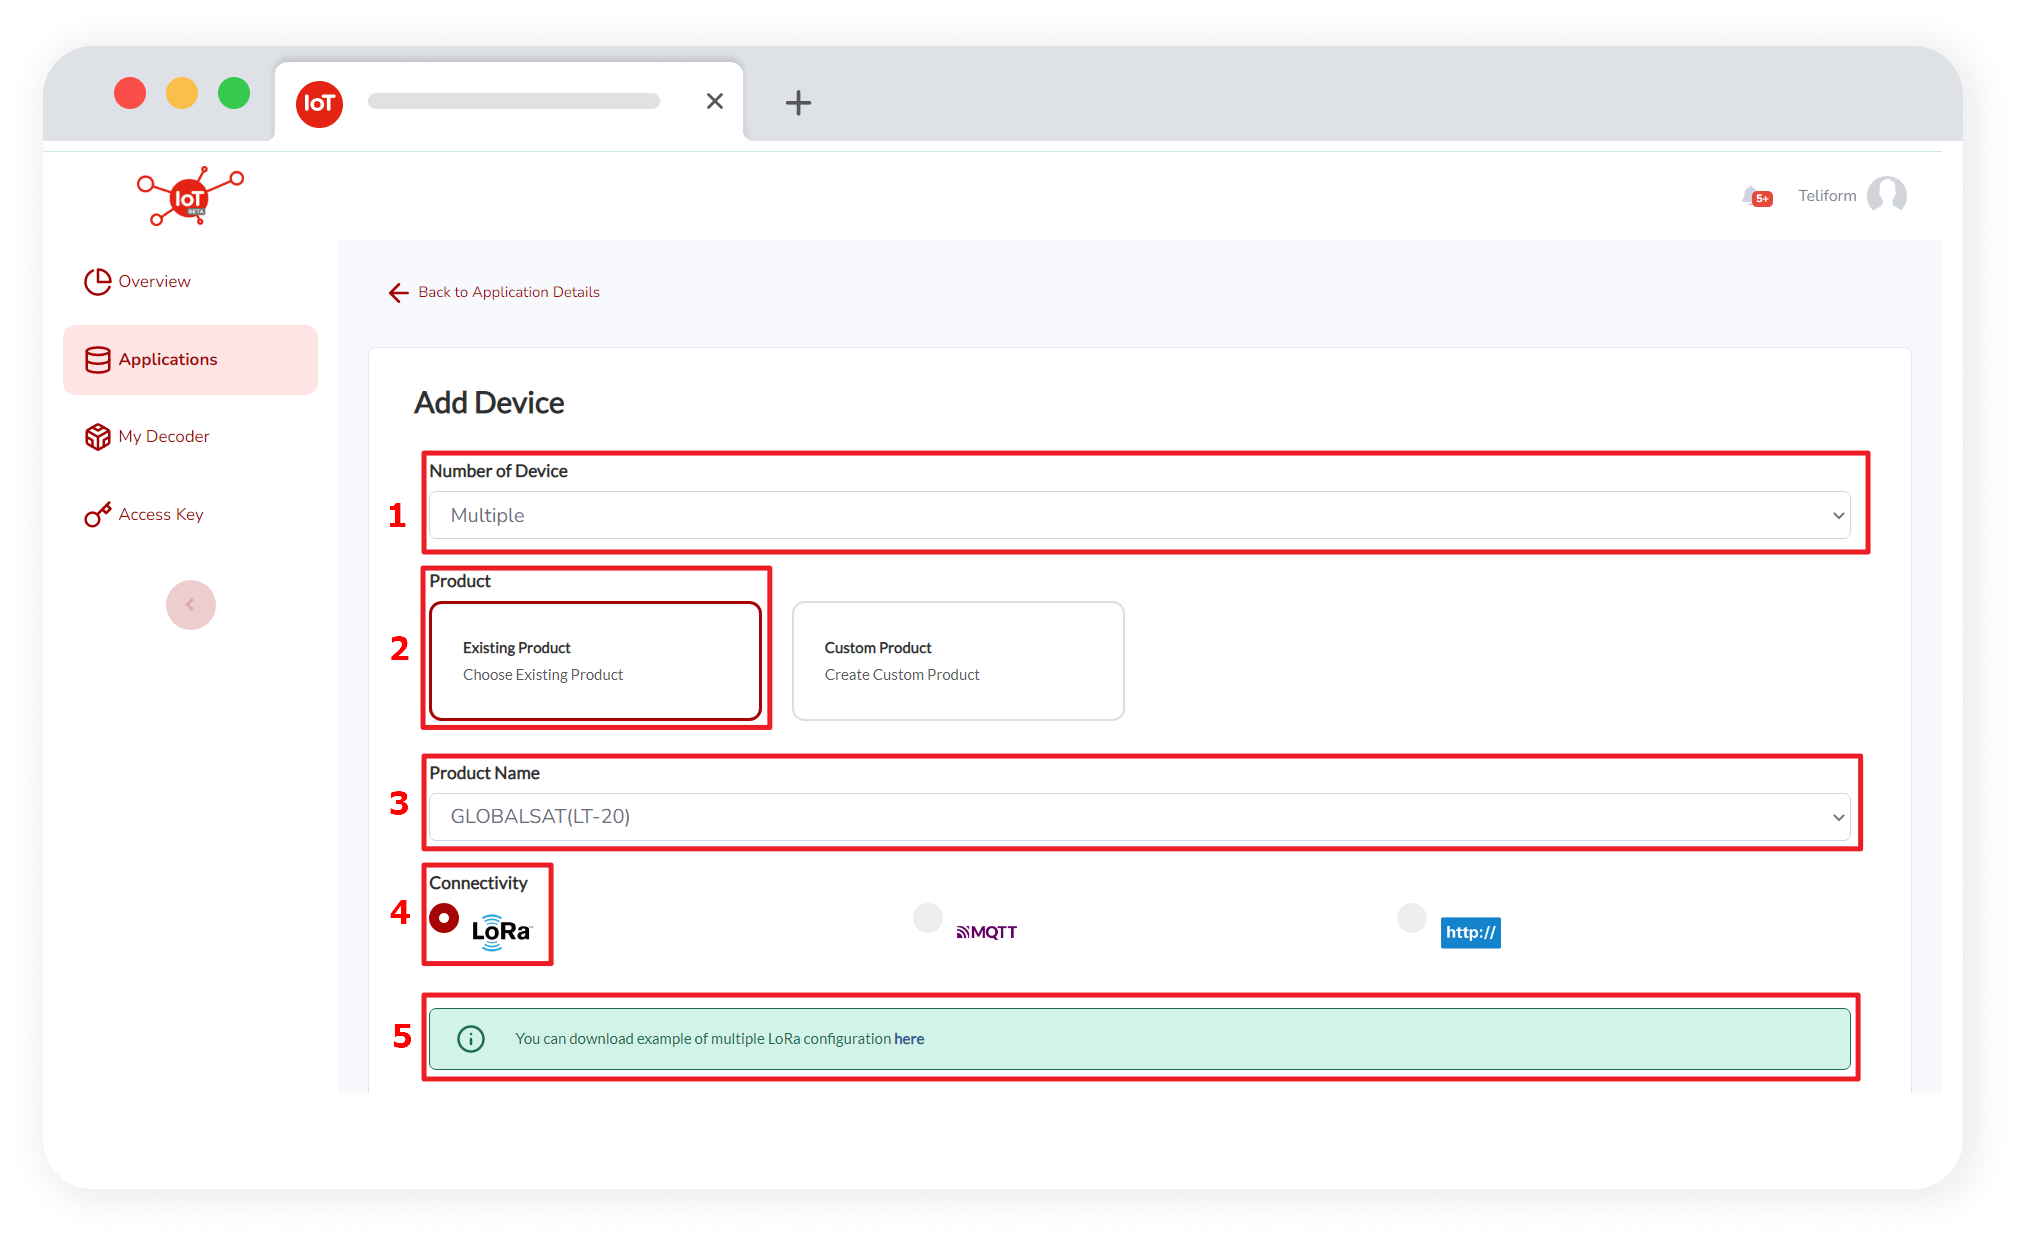 IoT
IoT
BETA
5+
Teliform
Overview
Applications
My Decoder
Access Key
Back to Application Details
Add Device
Number of Device
1
Multiple
Product
2
Existing Product
Choose Existing Product
Custom Product
Create Custom Product
Product Name
3
GLOBALSAT(LT-20)
Connectivity
4
LoRa
MQTT
http://
5
You can download example of multiple LoRa configuration here